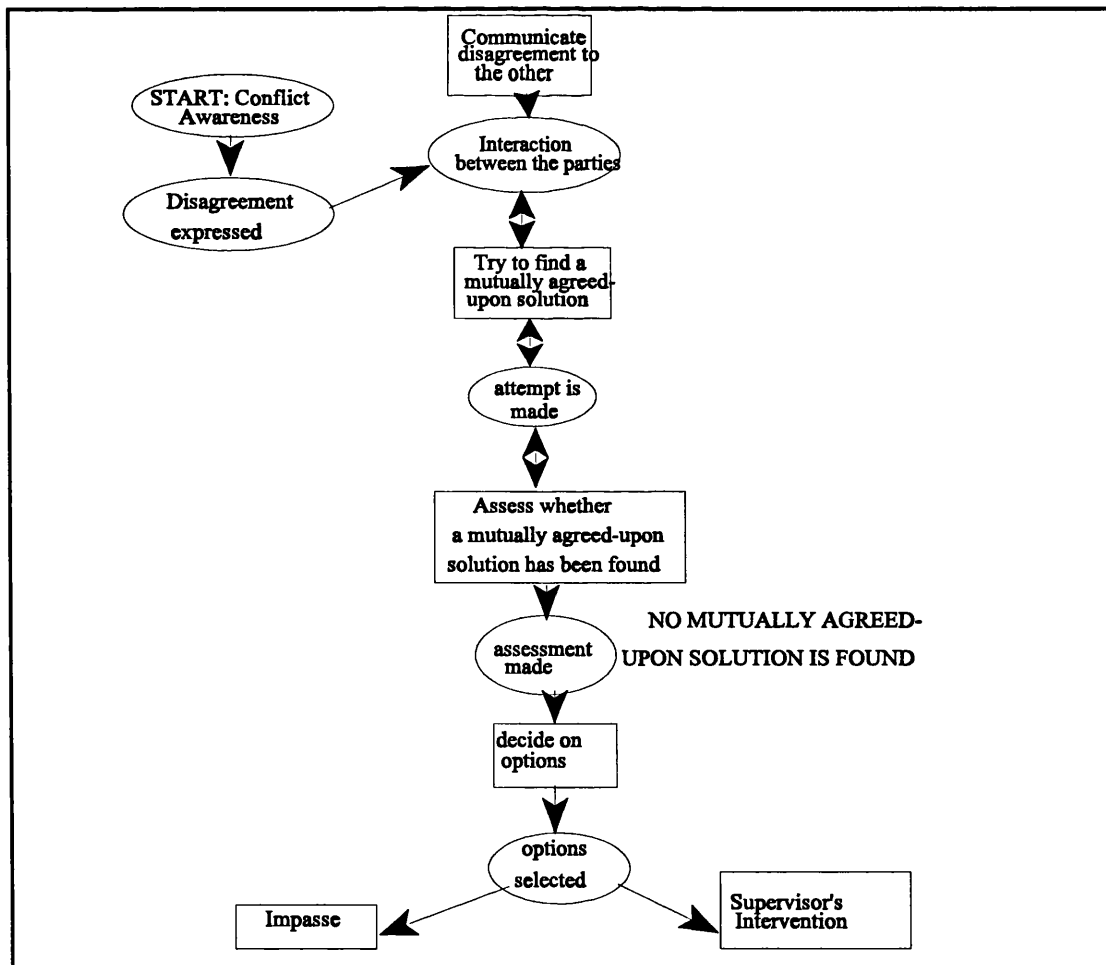 Communicate
disagreement to
the other
START: Conflict
Awareness
Interaction
between the parties
Disagreement
expressed
Try to find a
mutually agreed-
upon solution
attempt is
made
Assess whether
a mutually agreed-upon
solution has been found
NO MUTUALLY AGREED-
UPON SOLUTION IS FOUND
assessment
made
decide on
options
options
selected
Impasse
Supervisor's
Intervention